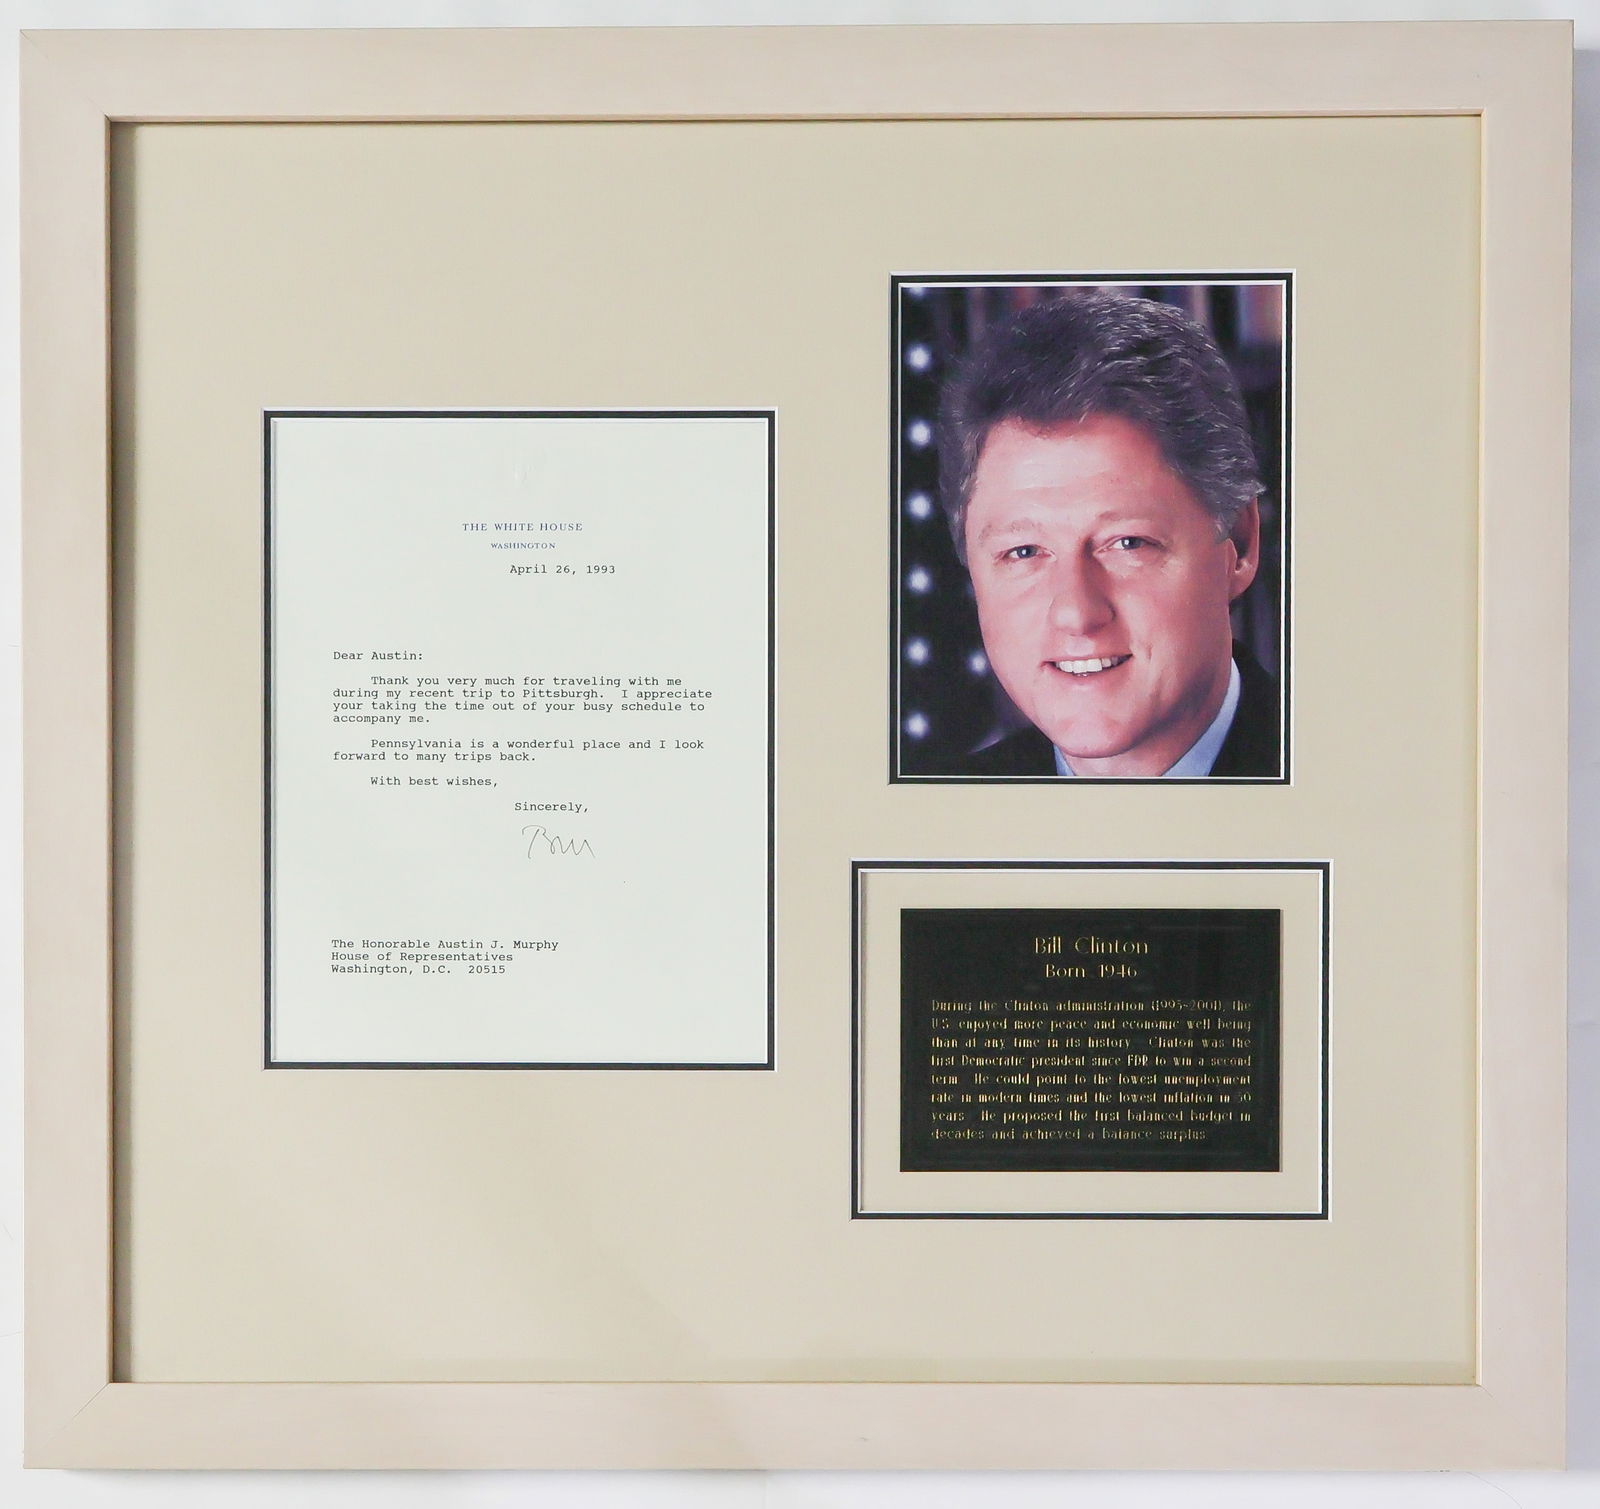 THE WHITE HOUSE
WASHINGTON
April 26, 1993
Dear Austin:
Thank you very much for traveling with me
during my recent trip to Pittsburgh. I appreciate
your taking the time out of your busy schedule to
accompany me.
Pennsylvania is a wonderful place and I look
forward to many trips back.
With best wishes,
Sincerely,
Bill
The Honorable Austin J. Murphy
House of Representatives
Washington, D.C. 20515
Bill Clinton
Born 1946
During the Clinton administration (1993-2001), the
U.S. enjoyed more peace and economic well being
than at any time in its history. Clinton was the
first Democratic president since FDR to win a second
term. He could point to the lowest unemployment
rate in modern times and the lowest inflation in 30
years. He proposed the first balanced budget in
decades and achieved a balance surplus.